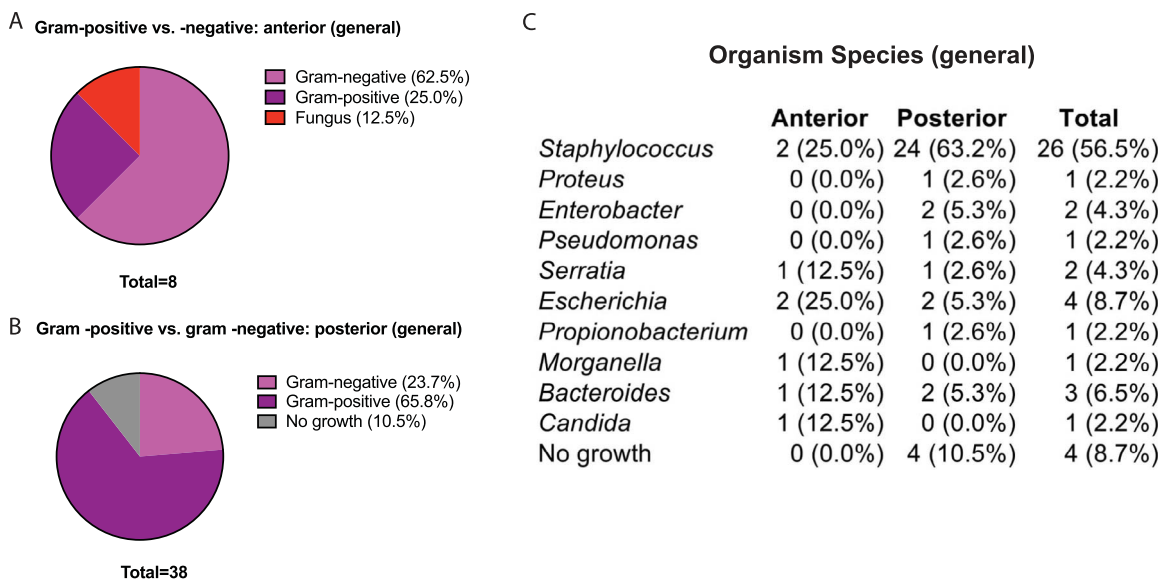 A
Gram-positive vs. -negative: anterior (general)
Gram-negative (62.5%)
Gram-positive (25.0%)
Fungus (12.5%)
Total=8
B
Gram -positive vs. gram -negative: posterior (general)
Gram-negative (23.7%)
Gram-positive (65.8%)
No growth (10.5%)
Total=38
C
Organism Species (general)
Anterior Posterior Total
Staphylococcus 2 (25.0%) 24 (63.2%) 26 (56.5%)
Proteus 0 (0.0%) 1 (2.6%) 1 (2.2%)
Enterobacter 0 (0.0%) 2 (5.3%) 2 (4.3%)
Pseudomonas 0 (0.0%) 1 (2.6%) 1 (2.2%)
Serratia 1 (12.5%) 1 (2.6%) 2 (4.3%)
Escherichia 2 (25.0%) 2 (5.3%) 4 (8.7%)
Propionobacterium 0 (0.0%) 1 (2.6%) 1 (2.2%)
Morganella 1 (12.5%) 0 (0.0%) 1 (2.2%)
Bacteroides 1 (12.5%) 2 (5.3%) 3 (6.5%)
Candida 1 (12.5%) 0 (0.0%) 1 (2.2%)
No growth 0 (0.0%) 4 (10.5%) 4 (8.7%)